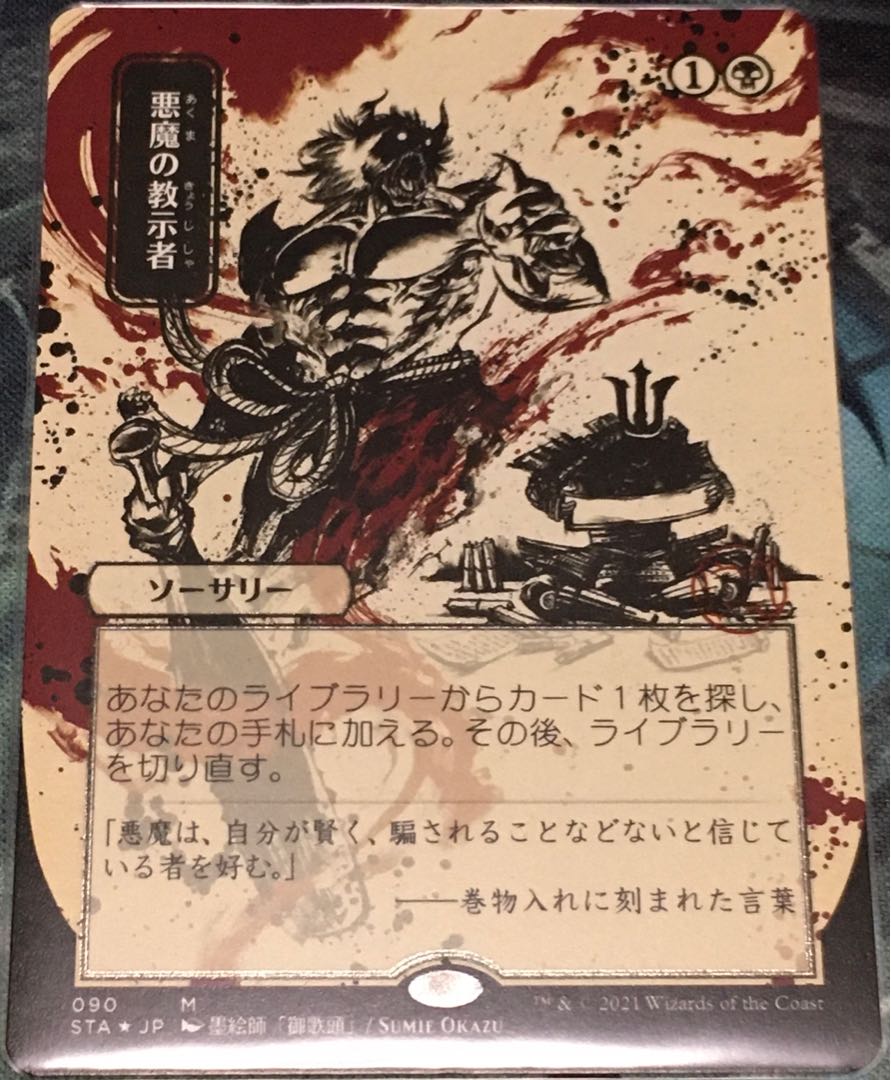 悪魔の教示者
あくま きょうじしゃ
1
ソーサリー
あなたのライブラリーからカード1枚を探し、
あなたの手札に加える。その後、ライブラリー
を切り直す。
「悪魔は、自分が賢く、騙されることなどないと信じて
いる者を好む。」
――巻物入れに刻まれた言葉
090 M
STA★JP 墨絵師「御歌頭」/ SUMIE OKAZU
™ & © 2021 Wizards of the Coast